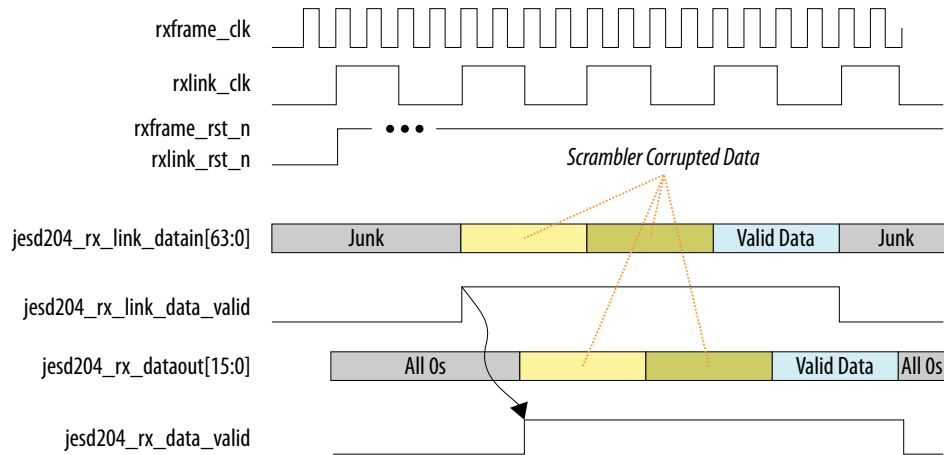 rxframe_clk
rxlink_clk
rxframe_rst_n
rxlink_rst_n
Scrambler Corrupted Data
jesd204_rx_link_datain[63:0] Junk Valid Data Junk
jesd204_rx_link_data_valid
jesd204_rx_dataout[15:0] All 0s Valid Data All 0s
jesd204_rx_data_valid